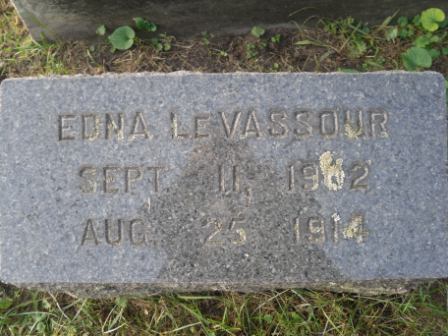 EDNA LEVASSOUR
SEPT. 11, 1902
AUG. 25 1914